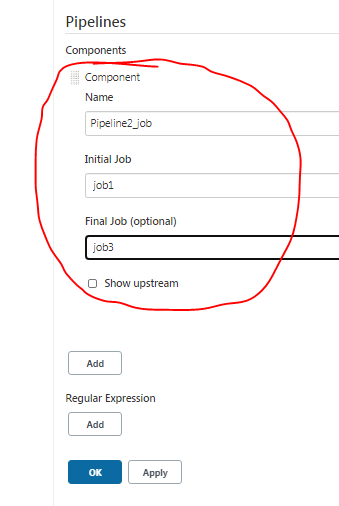 Pipelines
Components
Component
Name
Pipeline2_job
Initial Job
job1
Final Job (optional)
job3
Show upstream
Add
Regular Expression
Add
OK Apply